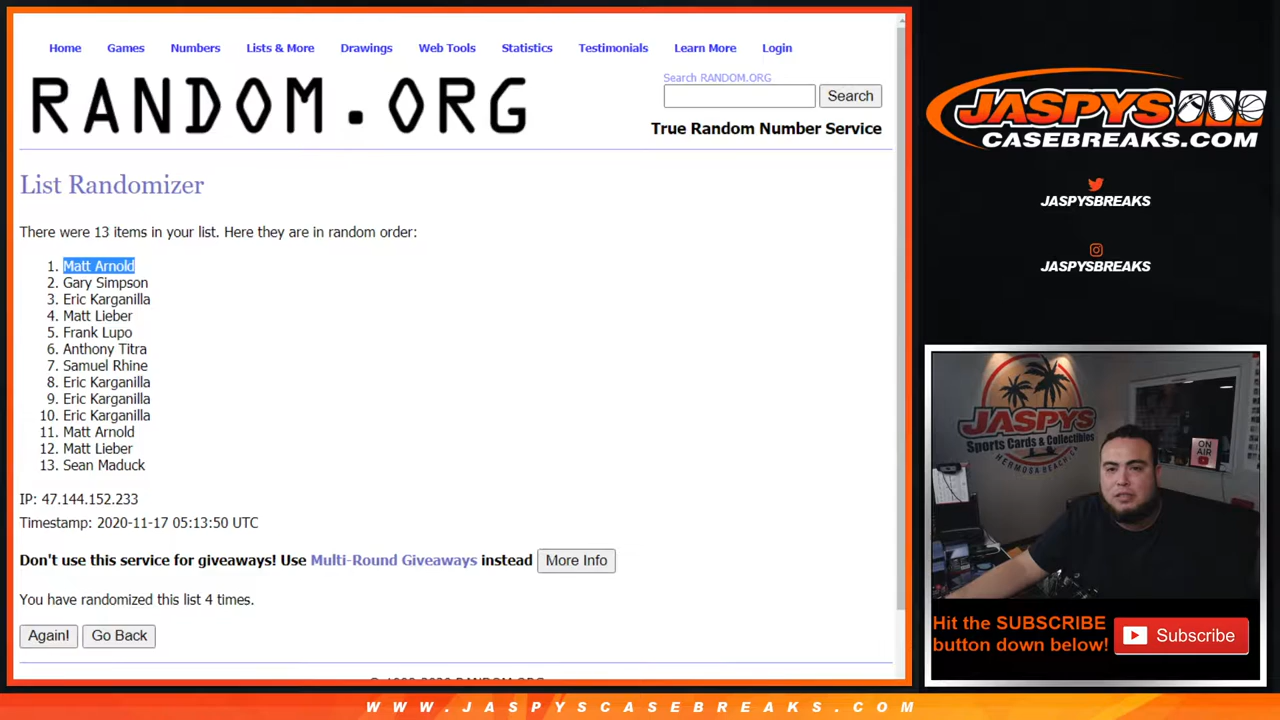 Home Games Numbers Lists & More Drawings Web Tools Statistics Testimonials Learn More Login
RANDOM.ORG
Search RANDOM.ORG
Search
True Random Number Service
List Randomizer
There were 13 items in your list. Here they are in random order:
1. Matt Arnold
2. Gary Simpson
3. Eric Karganilla
4. Matt Lieber
5. Frank Lupo
6. Anthony Titra
7. Samuel Rhine
8. Eric Karganilla
9. Eric Karganilla
10. Eric Karganilla
11. Matt Arnold
12. Matt Lieber
13. Sean Maduck
IP: 47.144.152.233
Timestamp: 2020-11-17 05:13:50 UTC
Don't use this service for giveaways! Use Multi-Round Giveaways instead More Info
You have randomized this list 4 times.
Again! Go Back
JASPYS
CASEBREAKS.COM
JASPYSBREAKS
JASPYSBREAKS
JASPYS
Sports Cards & Collectibles
HERMOSA BEACH, CA
ON
AIR
Hit the SUBSCRIBE
button down below!
Subscribe
WWW.JASPYSCASEBREAKS.COM